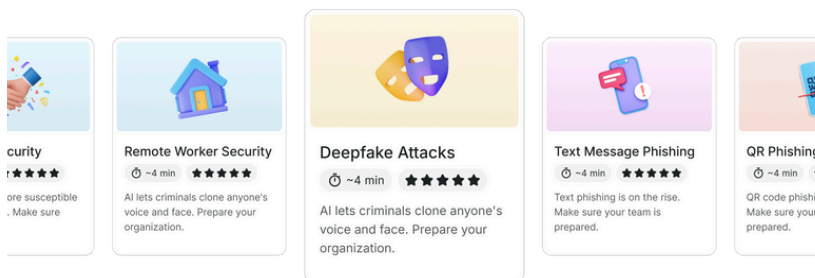 curity
ore susceptible
. Make sure
Remote Worker Security
~4 min
AI lets criminals clone anyone's
voice and face. Prepare your
organization.
Deepfake Attacks
~4 min
AI lets criminals clone anyone's
voice and face. Prepare your
organization.
Text Message Phishing
~4 min
Text phishing is on the rise.
Make sure your team is
prepared.
QR Phishing
~4 min
QR code phishi
Make sure your
prepared.